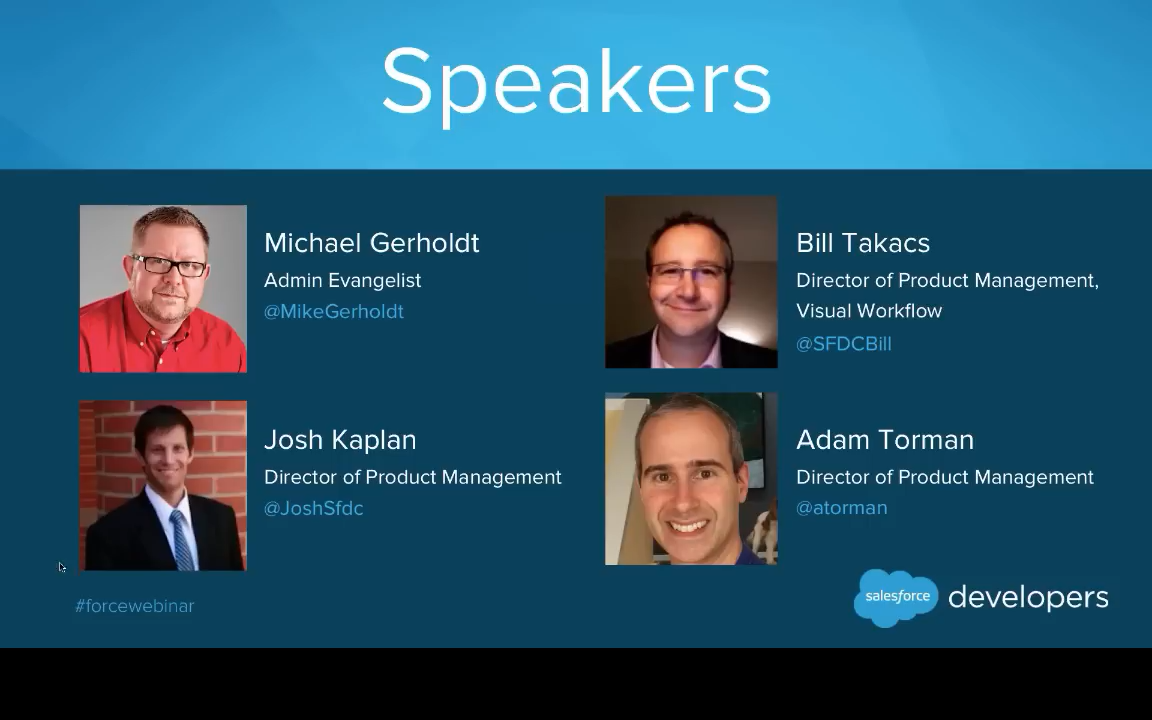 Speakers
Michael Gerholdt
Admin Evangelist
@MikeGerholdt
Bill Takacs
Director of Product Management,
Visual Workflow
@SFDCBill
Josh Kaplan
Director of Product Management
@JoshSfdc
Adam Torman
Director of Product Management
@atorman
#forcewebinar
salesforce developers